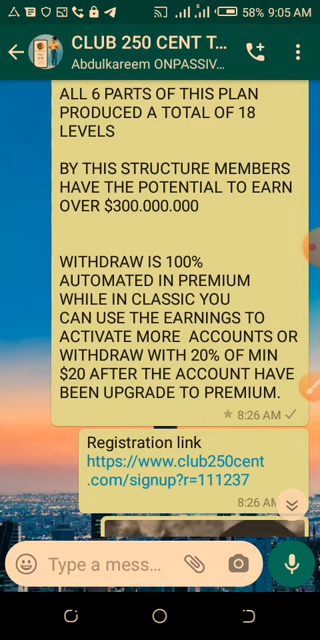 58% 9:05 AM
CLUB 250 CENT T...
Abdulkareem ONPASSIV...
ALL 6 PARTS OF THIS PLAN
PRODUCED A TOTAL OF 18
LEVELS
BY THIS STRUCTURE MEMBERS
HAVE THE POTENTIAL TO EARN
OVER $300.000.000
WITHDRAW IS 100%
AUTOMATED IN PREMIUM
WHILE IN CLASSIC YOU
CAN USE THE EARNINGS TO
ACTIVATE MORE ACCOUNTS OR
WITHDRAW WITH 20% OF MIN
$20 AFTER THE ACCOUNT HAVE
BEEN UPGRADE TO PREMIUM.
8:26 AM
Registration link
https://www.club250cent
.com/signup?r=111237
8:26 AM
Type a mess...